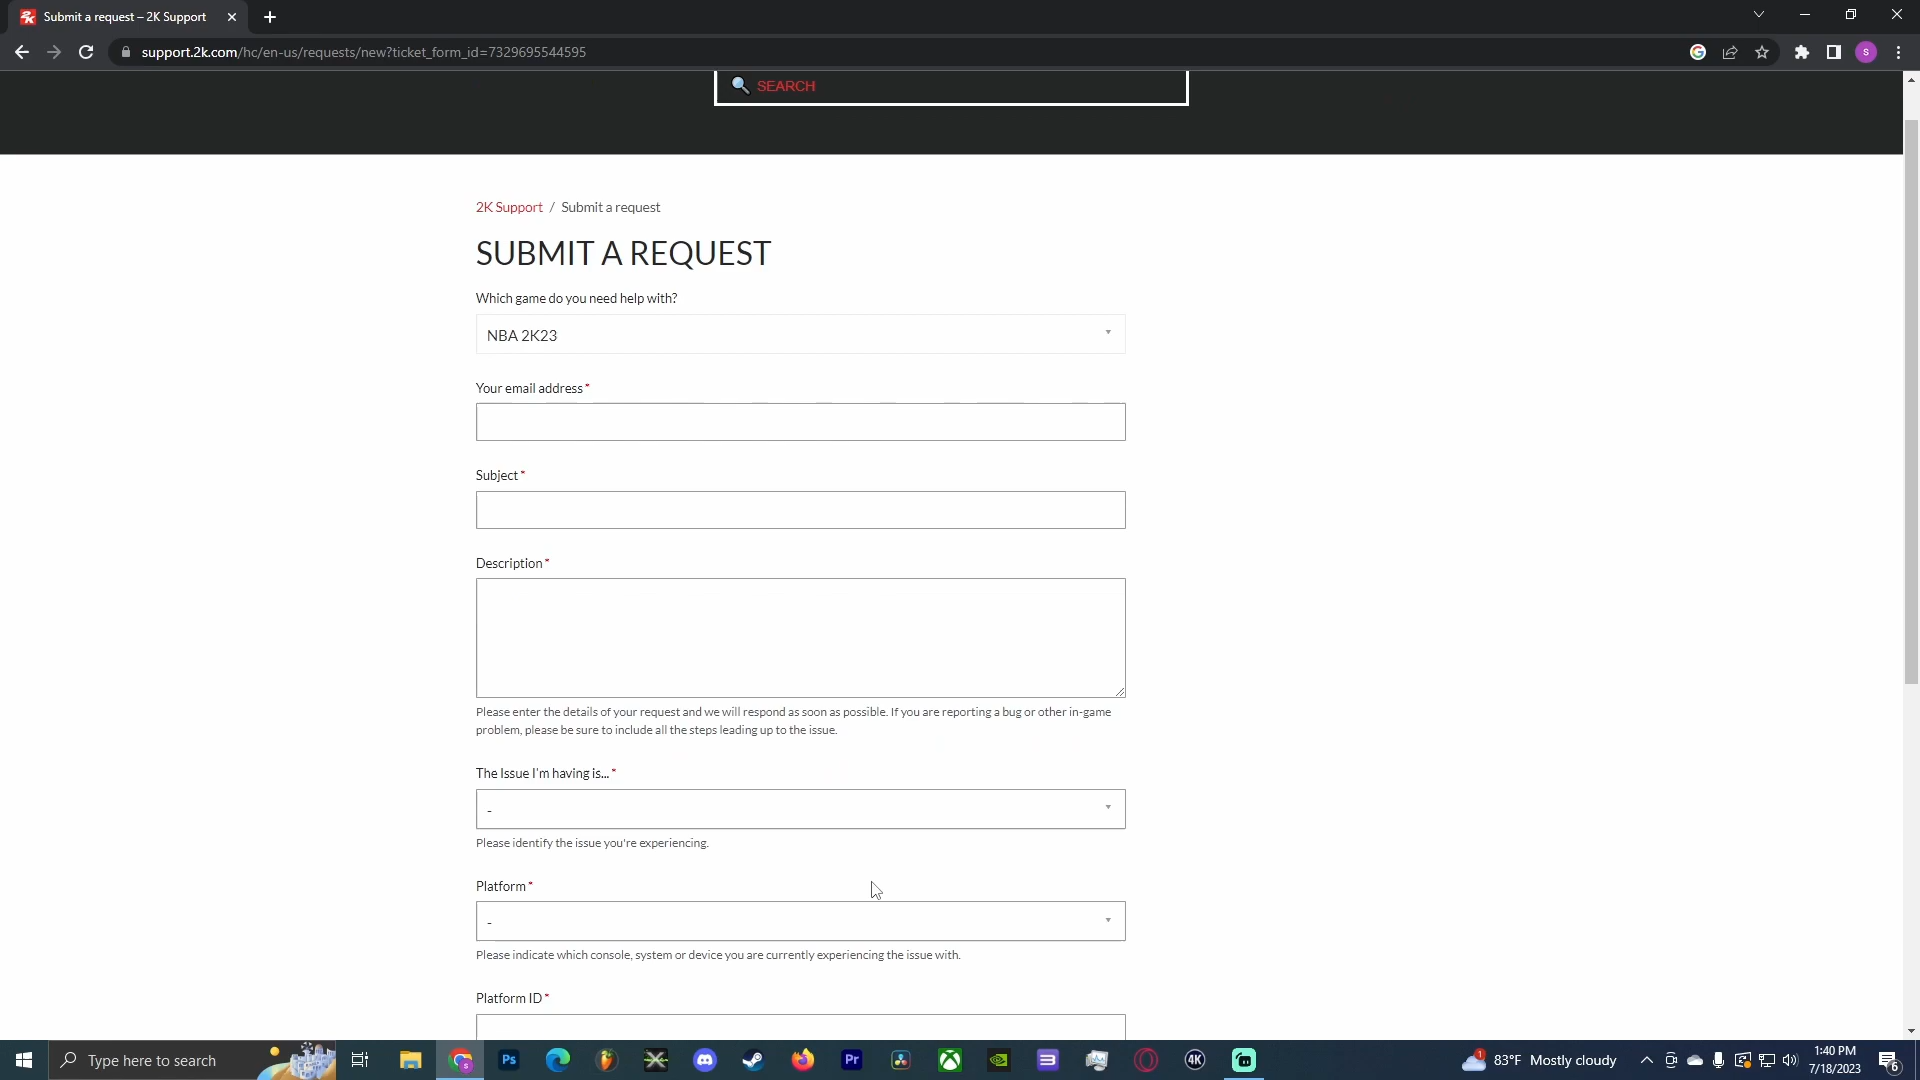 Submit a request – 2K Support
support.2k.com/hc/en-us/requests/new?ticket_form_id=7329695544595
S
SEARCH
2K Support / Submit a request
SUBMIT A REQUEST
Which game do you need help with?
NBA 2K23
Your email address*
Subject*
Description*
Please enter the details of your request and we will respond as soon as possible. If you are reporting a bug or other in-game
problem, please be sure to include all the steps leading up to the issue.
The Issue I'm having is...*
-
Please identify the issue you're experiencing.
Platform*
-
Please indicate which console, system or device you are currently experiencing the issue with.
Platform ID*
Type here to search
Ps
Pr
4K
1
83°F Mostly cloudy
1:40 PM
7/18/2023
6